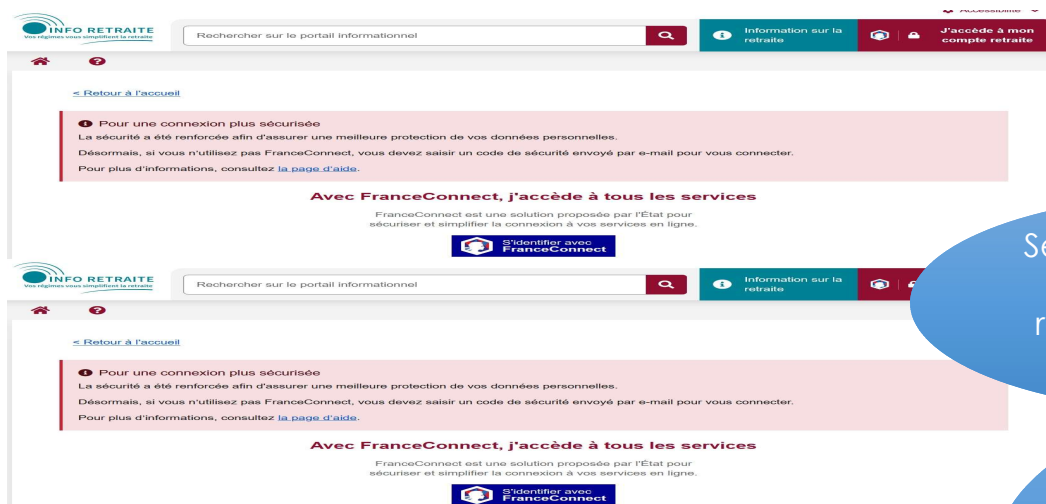 Accessibilité
INFO RETRAITE
Vos régimes vous simplifient la retraite
Rechercher sur le portail informationnel
Information sur la
retraite
J'accède à mon
compte retraite
< Retour à l'accueil
Pour une connexion plus sécurisée
La sécurité a été renforcée afin d'assurer une meilleure protection de vos données personnelles.
Désormais, si vous n'utilisez pas FranceConnect, vous devez saisir un code de sécurité envoyé par e-mail pour vous connecter.
Pour plus d'informations, consultez la page d'aide.
Avec FranceConnect, j'accède à tous les services
FranceConnect est une solution proposée par l'État pour
sécuriser et simplifier la connexion à vos services en ligne.
S'identifier avec
FranceConnect
INFO RETRAITE
Vos régimes vous simplifient la retraite
Rechercher sur le portail informationnel
Information sur la
retraite
< Retour à l'accueil
Pour une connexion plus sécurisée
La sécurité a été renforcée afin d'assurer une meilleure protection de vos données personnelles.
Désormais, si vous n'utilisez pas FranceConnect, vous devez saisir un code de sécurité envoyé par e-mail pour vous connecter.
Pour plus d'informations, consultez la page d'aide.
Avec FranceConnect, j'accède à tous les services
FranceConnect est une solution proposée par l'État pour
sécuriser et simplifier la connexion à vos services en ligne.
S'identifier avec
FranceConnect